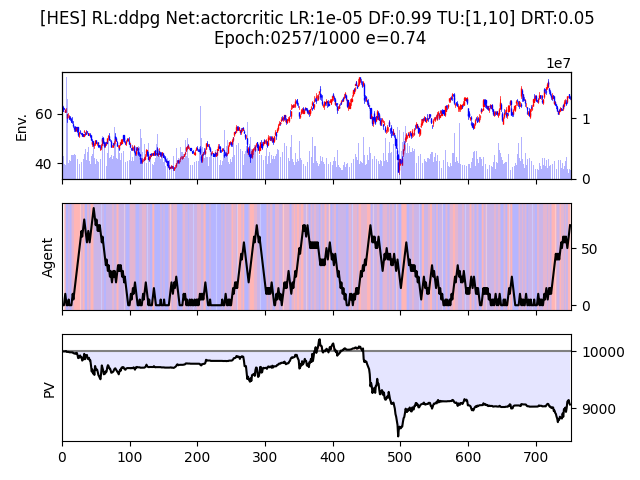 [HES] RL:ddpg Net:actorcritic LR:1e-05 DF:0.99 TU:[1,10] DRT:0.05
Epoch:0257/1000 e=0.74
1e7
Env.
60
40
1
0
Agent
50
0
PV
10000
9000
0 100 200 300 400 500 600 700